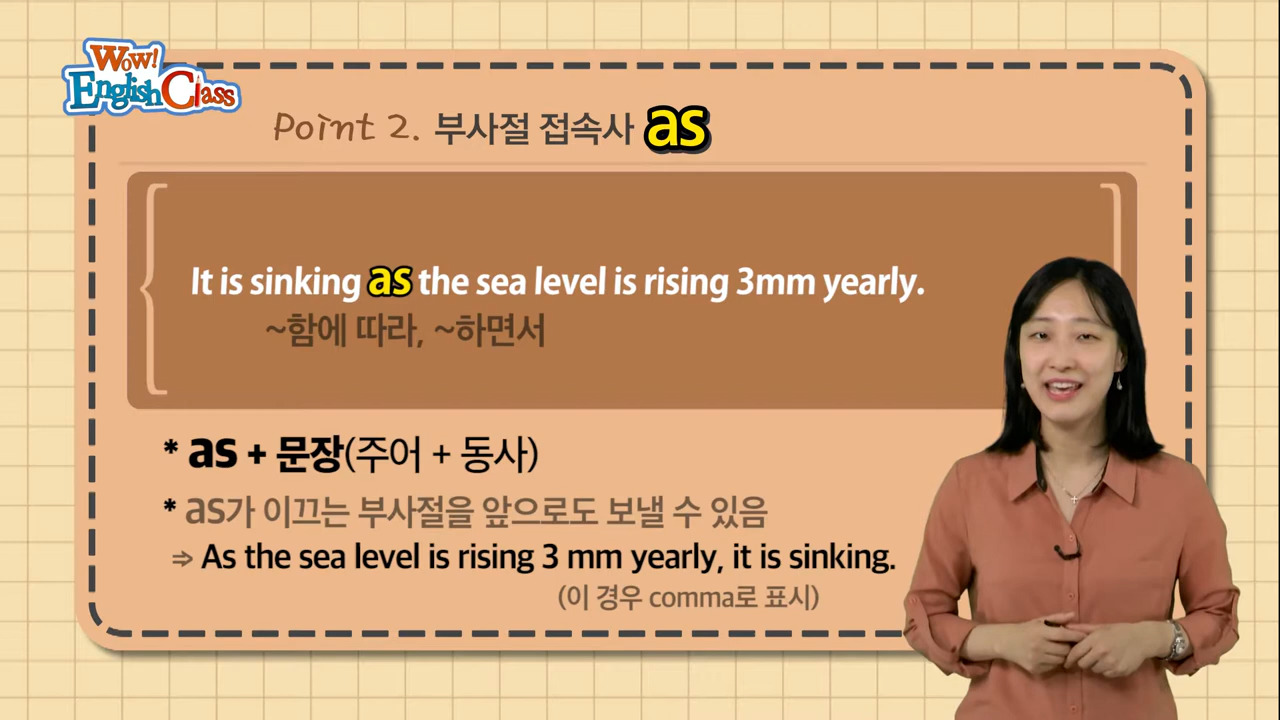 Wow!
English Class
Point 2. 부사절 접속사 as
It is sinking as the sea level is rising 3mm yearly.
~함에 따라, ~하면서
* as + 문장(주어 + 동사)
* as가 이끄는 부사절을 앞으로도 보낼 수 있음
⇒ As the sea level is rising 3 mm yearly, it is sinking.
(이 경우 comma로 표시)